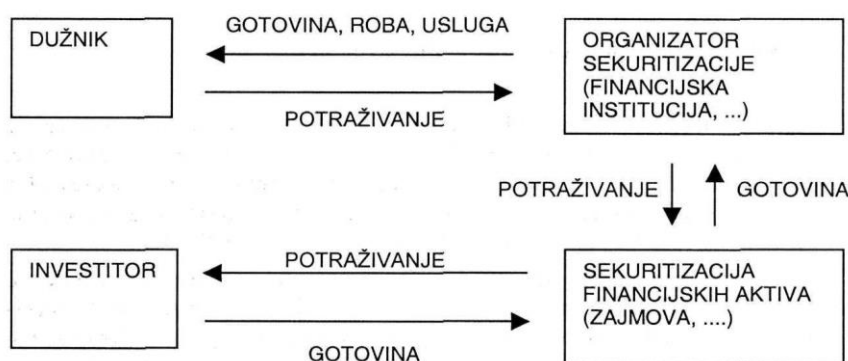 GOTOVINA, ROBA, USLUGA
DUŽNIK
ORGANIZATOR
SEKURITIZACIJE
(FINANCIJSKA
INSTITUCIJA, ...)
POTRAŽIVANJE
POTRAŽIVANJE
GOTOVINA
INVESTITOR
POTRAŽIVANJE
SEKURITIZACIJA
FINANCIJSKIH AKTIVA
(ZAJMOVA, ....)
GOTOVINA